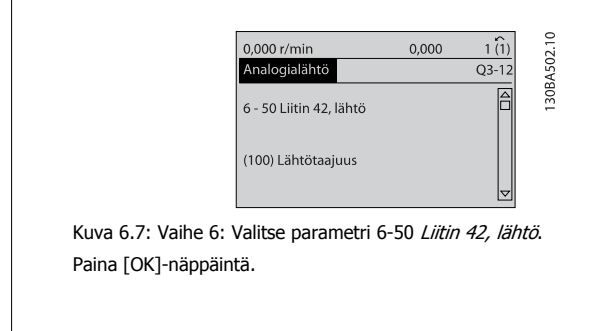 0,000 r/min 0,000 1 (1)
Analogialähtö Q3-12
6 - 50 Liitin 42, lähtö
(100) Lähtötaajuus
130BA502.10
Kuva 6.7: Vaihe 6: Valitse parametri 6-50 Liitin 42, lähtö.
Paina [OK]-näppäintä.